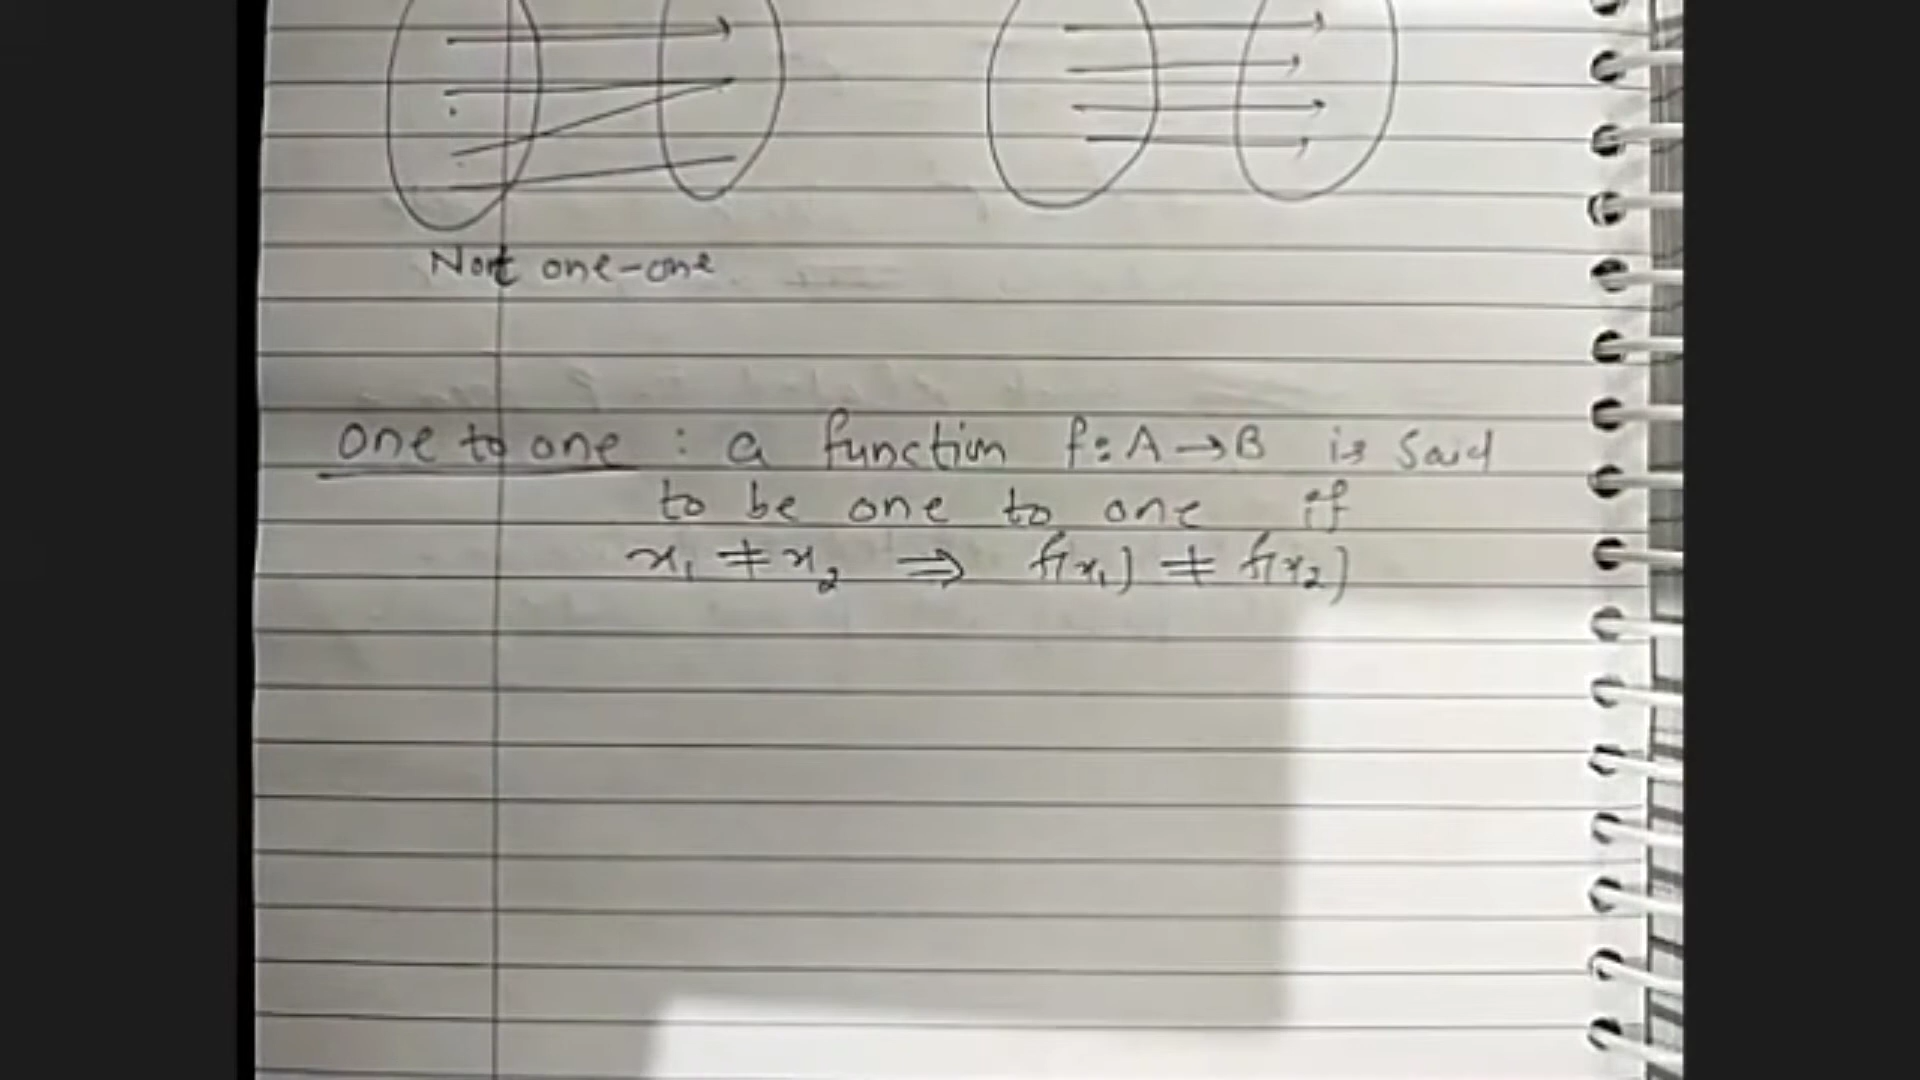 Not one-one
one to one : a function f: A → B is said
to be one to one if
x₁ ≠ x₂ ⇒ f(x₁) ≠ f(x₂)